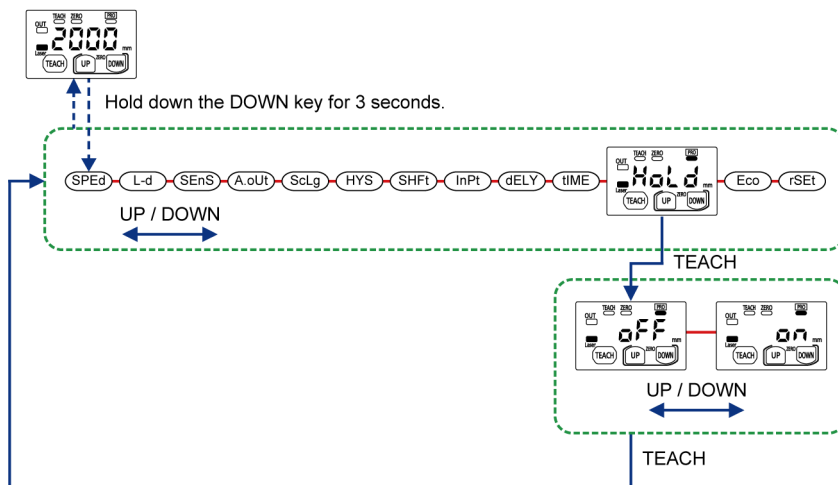 TEACH ZERO PRO
OUT
2000
mm
Laser
TEACH UP ZERO DOWN
Hold down the DOWN key for 3 seconds.
SPEd L-d SEnS A.oUt ScLg HYS SHFt InPt dELY tIME
TEACH ZERO PRO
OUT
HoLd
mm
Laser
TEACH UP ZERO DOWN
Eco rSEt
UP / DOWN
TEACH
TEACH ZERO PRO
OUT
oFF
mm
Laser
TEACH UP ZERO DOWN
TEACH ZERO PRO
OUT
on
mm
Laser
TEACH UP ZERO DOWN
UP / DOWN
TEACH